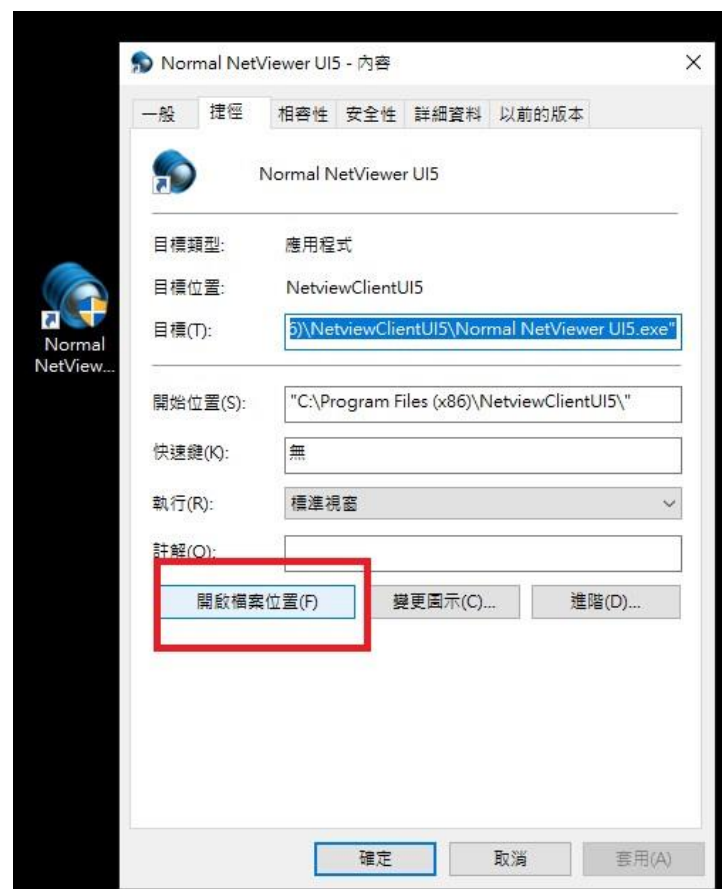 Normal NetViewer UI5 - 內容
一般 捷徑 相容性 安全性 詳細資料 以前的版本
Normal NetViewer UI5
目標類型: 應用程式
目標位置: NetviewClientUI5
目標(T): 6)\NetviewClientUI5\Normal NetViewer UI5.exe"
Normal
NetView...
開始位置(S): "C:\Program Files (x86)\NetviewClientUI5\"
快速鍵(K): 無
執行(R): 標準視窗
註解(O):
開啟檔案位置(F) 變更圖示(C)... 進階(D)...
確定 取消 套用(A)